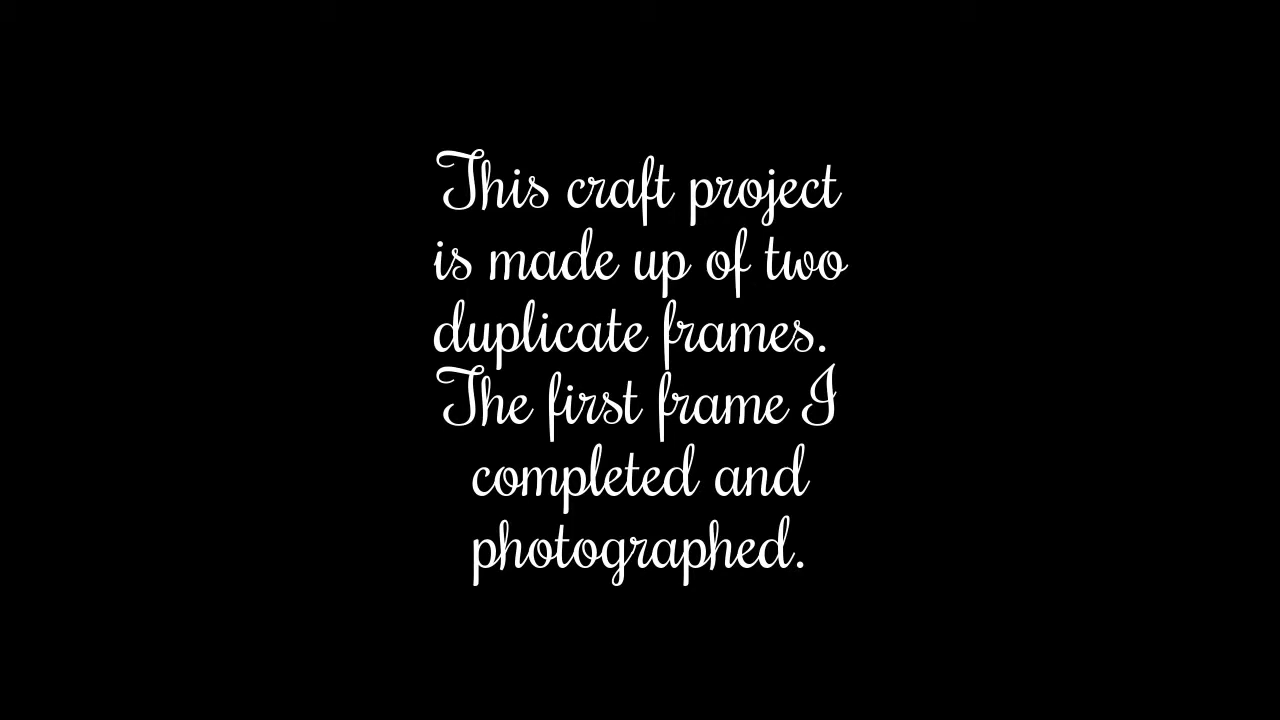 This craft project
is made up of two
duplicate frames.
The first frame I
completed and
photographed.